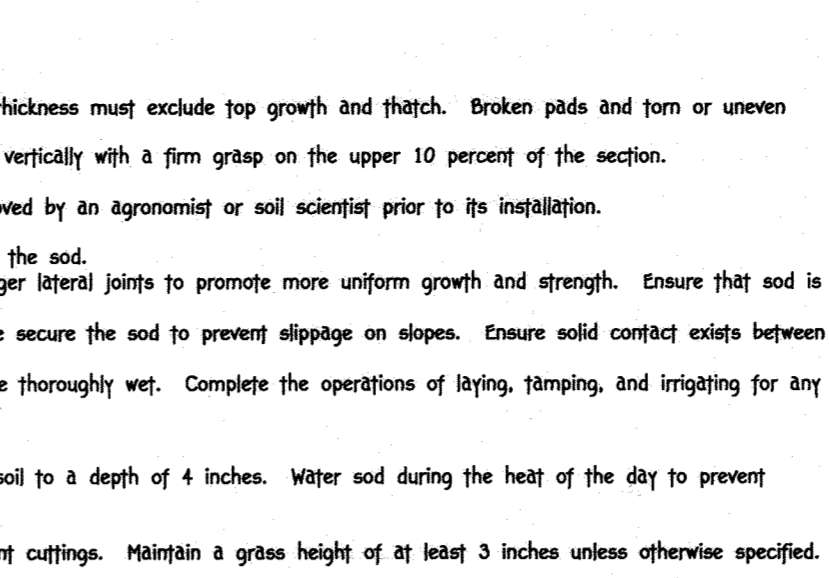 hickness must exclude top growth and thatch. Broken pads and torn or uneven
vertically with a firm grasp on the upper 10 percent of the section.
ved by an agronomist or soil scientist prior to its installation.
the sod.
ger lateral joints to promote more uniform growth and strength. Ensure that sod is
secure the sod to prevent slippage on slopes. Ensure solid contact exists between
e thoroughly wet. Complete the operations of laying, tamping, and irrigating for any
soil to a depth of 4 inches. Water sod during the heat of the day to prevent
nt cuttings. Maintain a grass height of at least 3 inches unless otherwise specified.